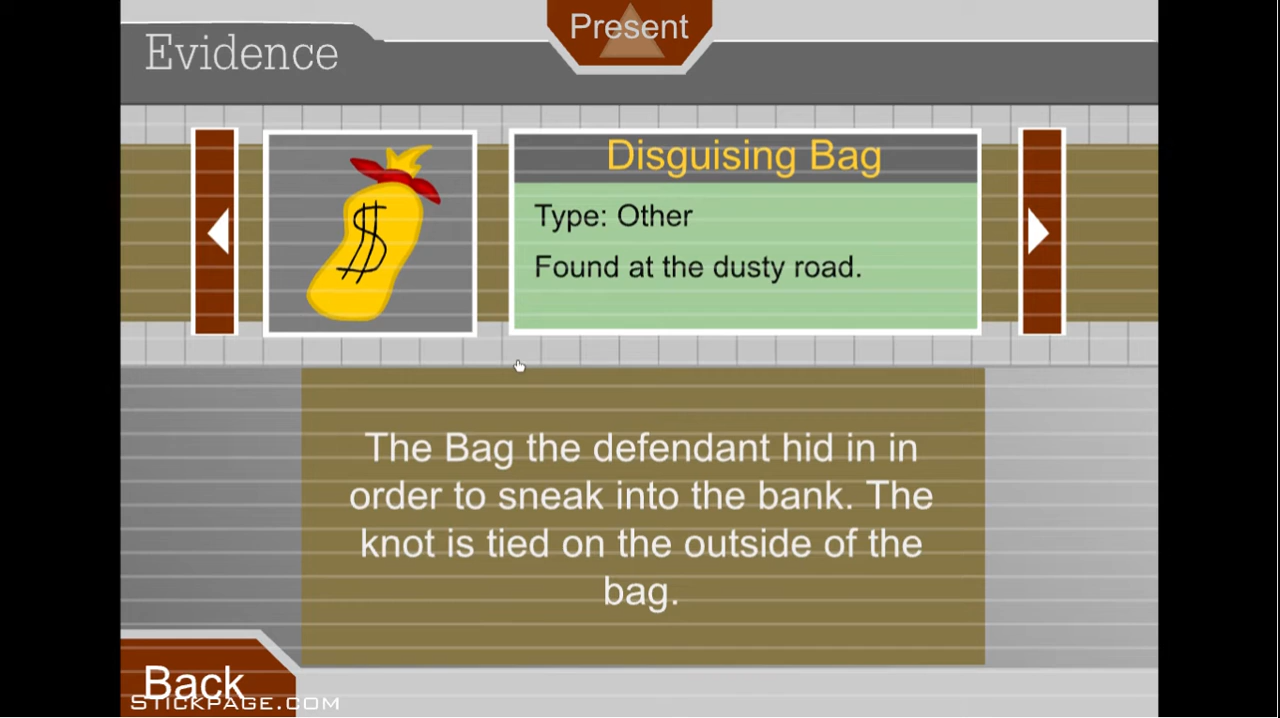 Present
Evidence
$
Disguising Bag
Type: Other
Found at the dusty road.
The Bag the defendant hid in in
order to sneak into the bank. The
knot is tied on the outside of the
bag.
Back
STICKPAGE.COM